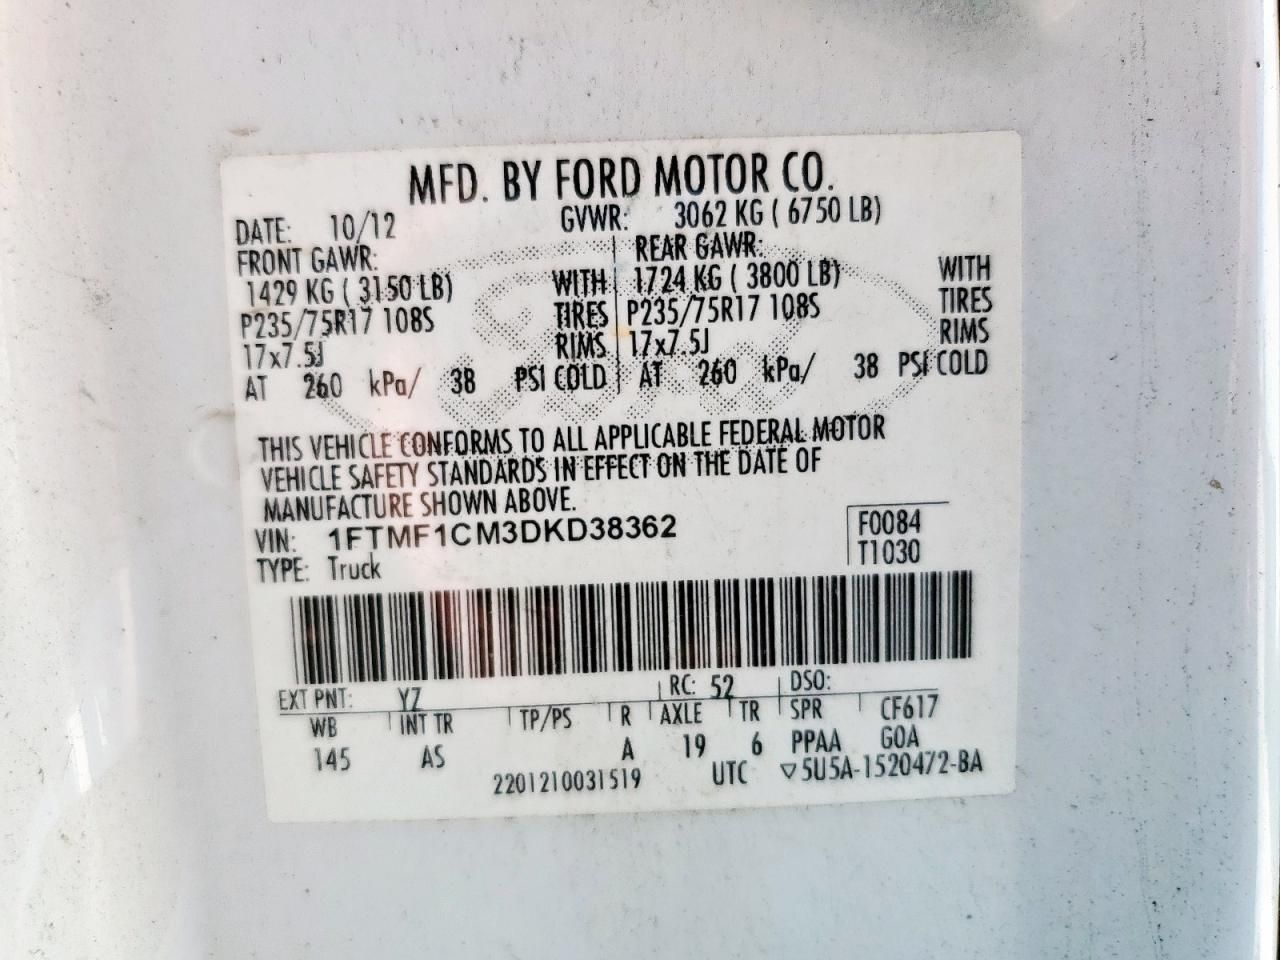 MFD. BY FORD MOTOR CO.
DATE: 10/12 GVWR: 3062 KG ( 6750 LB)
FRONT GAWR: REAR GAWR:
1429 KG ( 3150 LB) WITH 1724 KG ( 3800 LB) WITH
P235/75R17 108S TIRES P235/75R17 108S TIRES
17x7.5J RIMS 17x7.5J RIMS
AT 260 kPa/ 38 PSI COLD AT 260 kPa/ 38 PSI COLD
THIS VEHICLE CONFORMS TO ALL APPLICABLE FEDERAL MOTOR
VEHICLE SAFETY STANDARDS IN EFFECT ON THE DATE OF
MANUFACTURE SHOWN ABOVE.
VIN: 1FTMF1CM3DKD38362 F0084
TYPE: Truck T1030
EXT PNT: YZ RC: 52 DSO:
WB INT TR TP/PS R AXLE TR SPR CF617
145 AS A 19 6 PPAA GOA
2201210031519 UTC ▽5U5A-1520472-BA